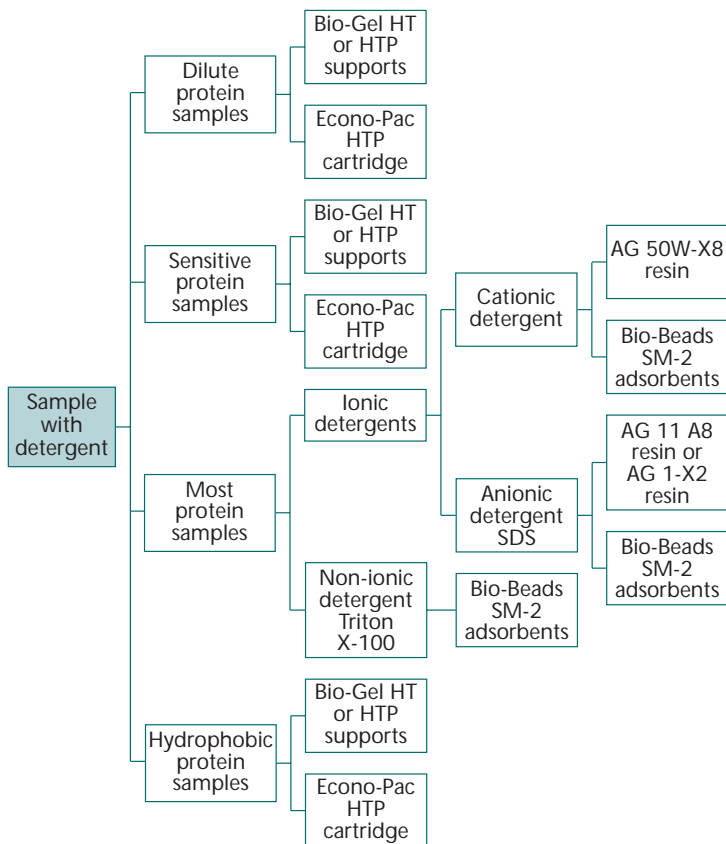 Sample
with
detergent
Dilute
protein
samples
Bio-Gel HT
or HTP
supports
Econo-Pac
HTP
cartridge
Sensitive
protein
samples
Bio-Gel HT
or HTP
supports
Econo-Pac
HTP
cartridge
Most
protein
samples
Ionic
detergents
Cationic
detergent
AG 50W-X8
resin
Bio-Beads
SM-2
adsorbents
Anionic
detergent
SDS
AG 11 A8
resin or
AG 1-X2
resin
Bio-Beads
SM-2
adsorbents
Non-ionic
detergent
Triton
X-100
Bio-Beads
SM-2
adsorbents
Hydrophobic
protein
samples
Bio-Gel HT
or HTP
supports
Econo-Pac
HTP
cartridge